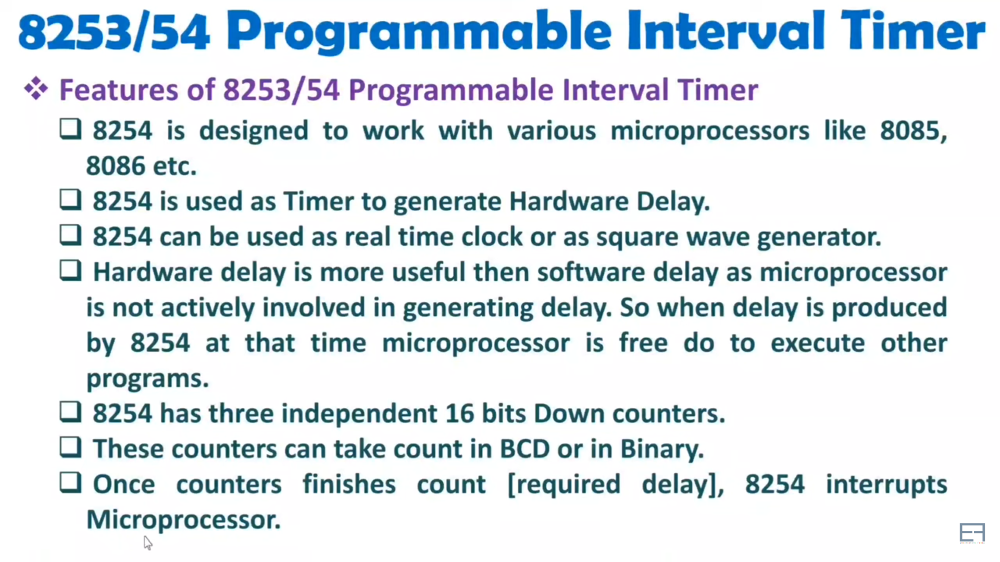 8253/54 Programmable Interval Timer
Features of 8253/54 Programmable Interval Timer
8254 is designed to work with various microprocessors like 8085,
8086 etc.
8254 is used as Timer to generate Hardware Delay.
8254 can be used as real time clock or as square wave generator.
Hardware delay is more useful then software delay as microprocessor
is not actively involved in generating delay. So when delay is produced
by 8254 at that time microprocessor is free do to execute other
programs.
8254 has three independent 16 bits Down counters.
These counters can take count in BCD or in Binary.
Once counters finishes count [required delay], 8254 interrupts
Microprocessor.
EF